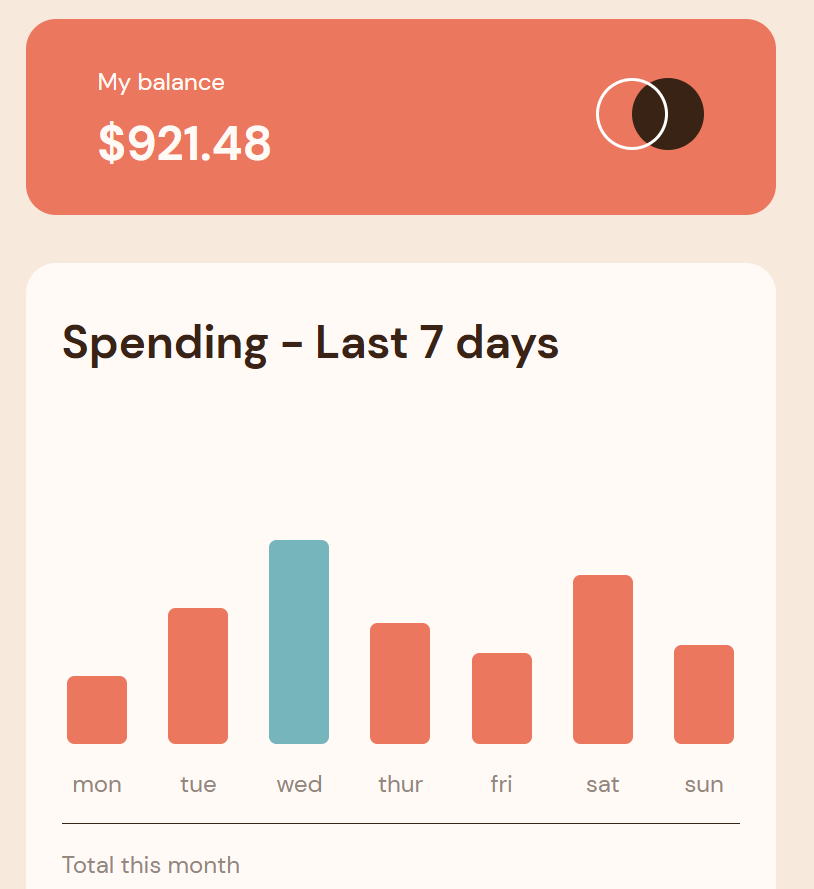 My balance
$921.48
Spending - Last 7 days
mon tue wed thur fri sat sun
Total this month